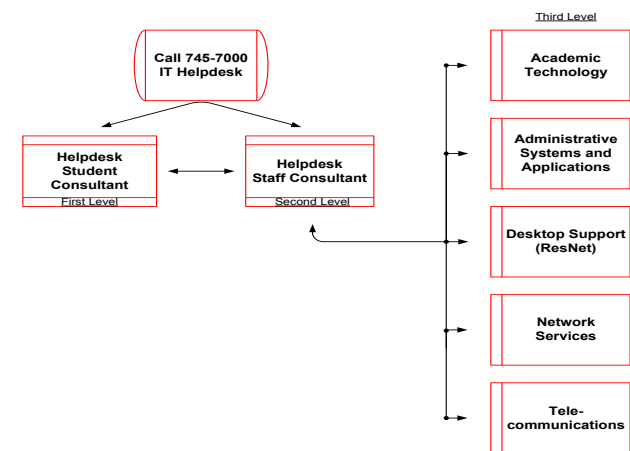 Third Level
Call 745-7000
IT Helpdesk
Academic
Technology
Helpdesk
Student
Consultant
First Level
Helpdesk
Staff Consultant
Second Level
Administrative
Systems and
Applications
Desktop Support
(ResNet)
Network
Services
Tele-
communications